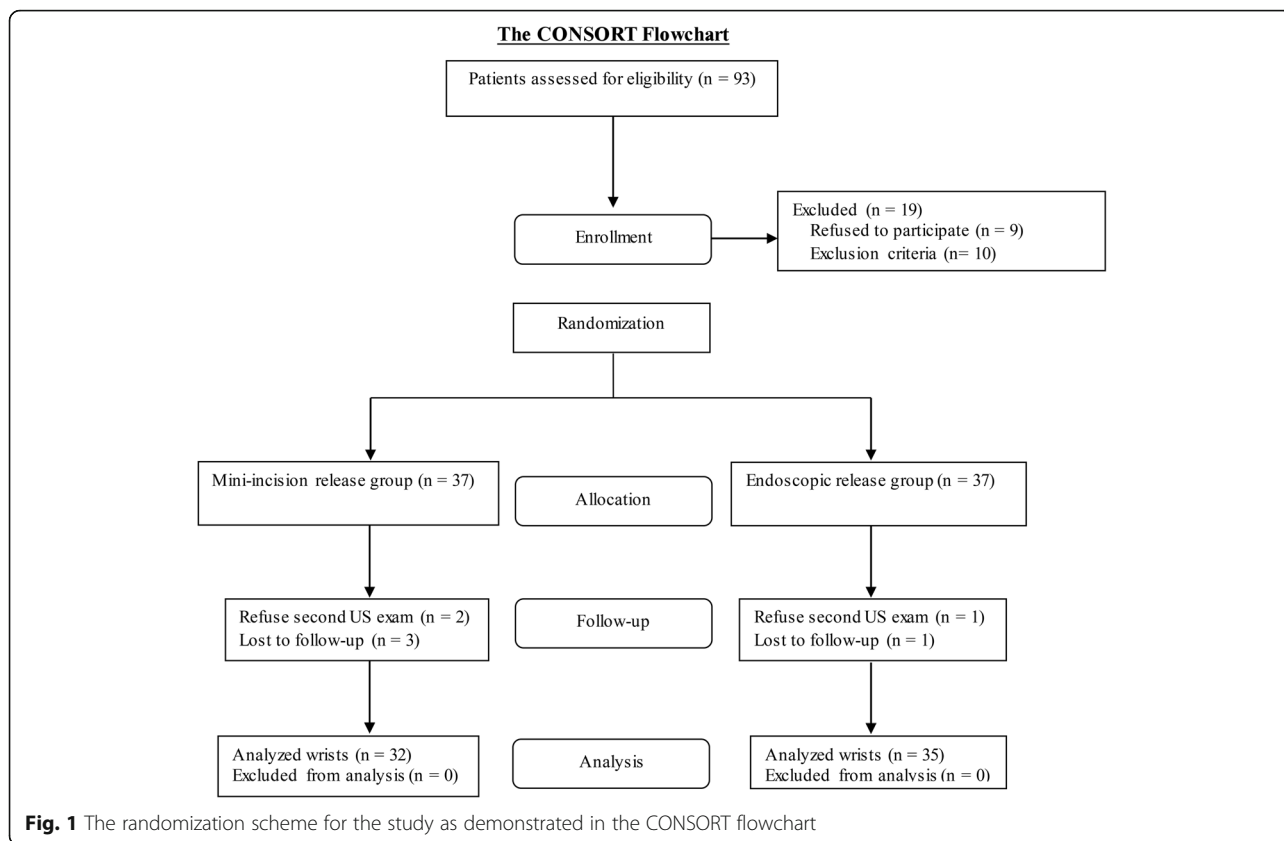 The CONSORT Flowchart
Patients assessed for eligibility (n = 93)
Enrollment
Excluded (n = 19)
Refused to participate (n = 9)
Exclusion criteria (n= 10)
Randomization
Mini-incision release group (n = 37)
Allocation
Endoscopic release group (n = 37)
Refuse second US exam (n = 2)
Lost to follow-up (n = 3)
Follow-up
Refuse second US exam (n = 1)
Lost to follow-up (n = 1)
Analyzed wrists (n = 32)
Excluded from analysis (n = 0)
Analysis
Analyzed wrists (n = 35)
Excluded from analysis (n = 0)
Fig. 1 The randomization scheme for the study as demonstrated in the CONSORT flowchart